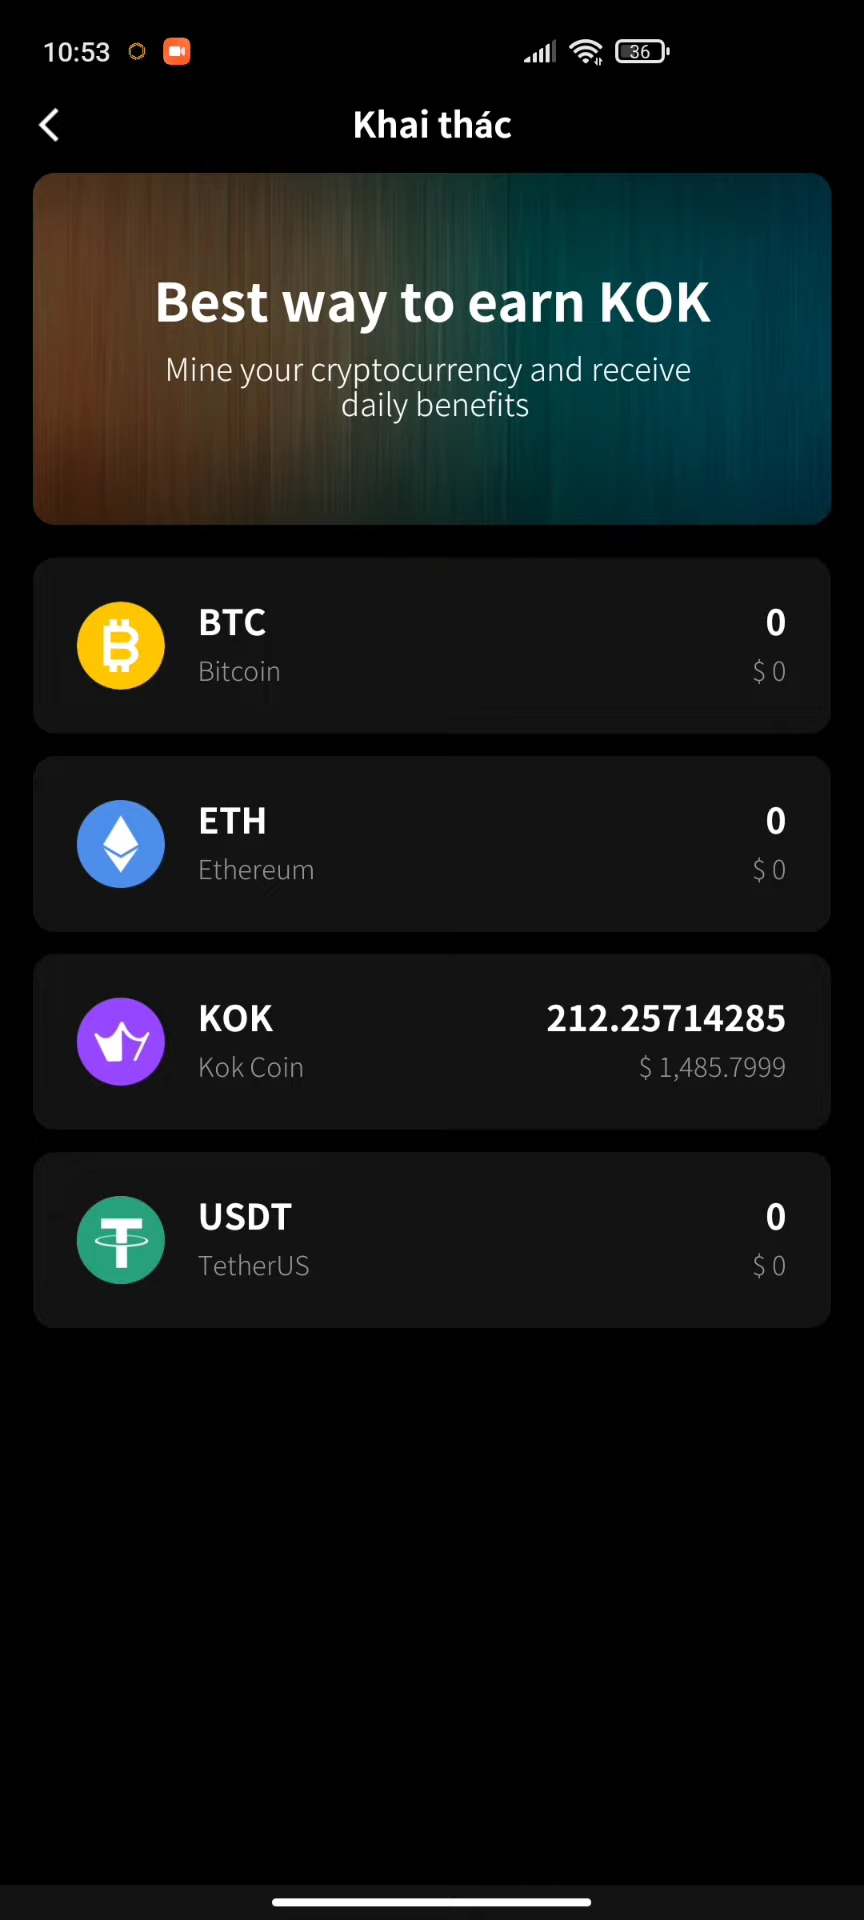 10:53
36
Khai thác
Best way to earn KOK
Mine your cryptocurrency and receive
daily benefits
BTC 0
Bitcoin $ 0
ETH 0
Ethereum $ 0
KOK 212.25714285
Kok Coin $ 1,485.7999
USDT 0
TetherUS $ 0